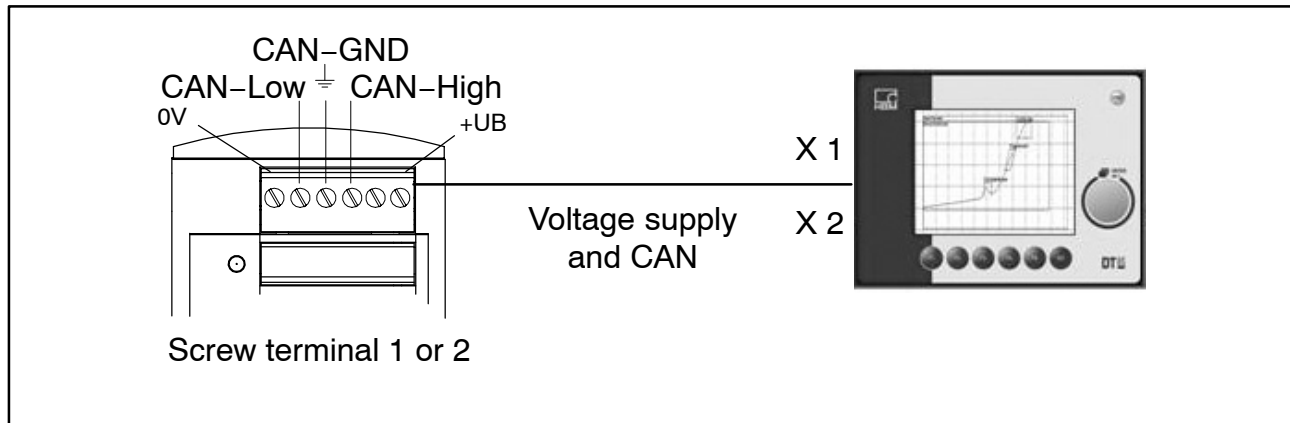 CAN−GND
CAN−Low
CAN−High
0V
+UB
X 1
X 2
Voltage supply
and CAN
Screw terminal 1 or 2
HBM